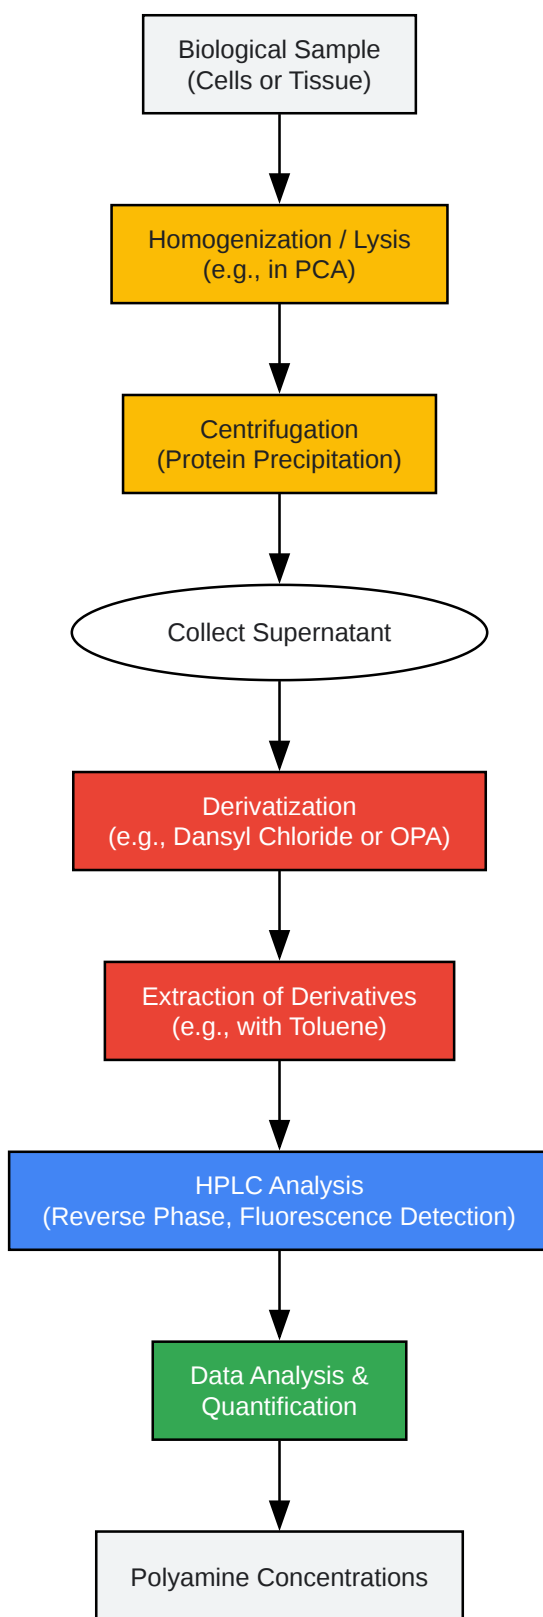 Biological Sample
(Cells or Tissue)
Homogenization / Lysis
(e.g., in PCA)
Centrifugation
(Protein Precipitation)
Collect Supernatant
Derivatization
(e.g., Dansyl Chloride or OPA)
Extraction of Derivatives
(e.g., with Toluene)
HPLC Analysis
(Reverse Phase, Fluorescence Detection)
Data Analysis &
Quantification
Polyamine Concentrations